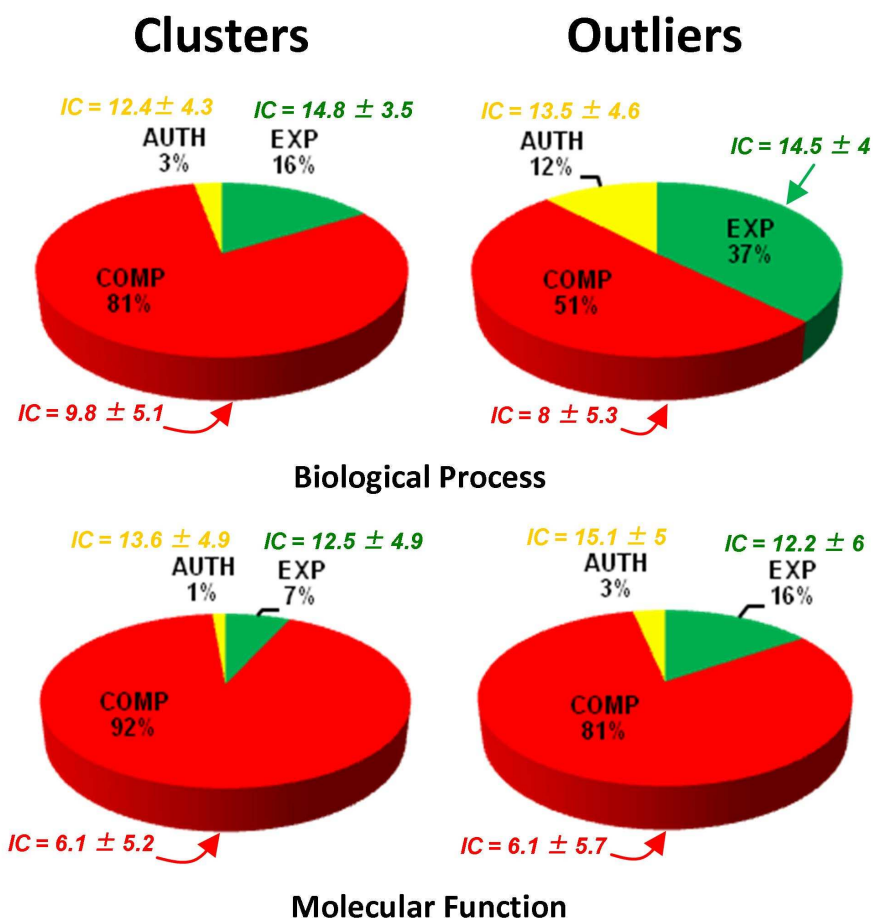 Clusters
Outliers
IC = 12.4 ± 4.3
IC = 14.8 ± 3.5
AUTH
3%
EXP
16%
COMP
81%
IC = 9.8 ± 5.1
IC = 13.5 ± 4.6
IC = 14.5 ± 4
AUTH
12%
EXP
37%
COMP
51%
IC = 8 ± 5.3
Biological Process
IC = 13.6 ± 4.9
IC = 12.5 ± 4.9
AUTH
1%
EXP
7%
COMP
92%
IC = 6.1 ± 5.2
IC = 15.1 ± 5
IC = 12.2 ± 6
AUTH
3%
EXP
16%
COMP
81%
IC = 6.1 ± 5.7
Molecular Function